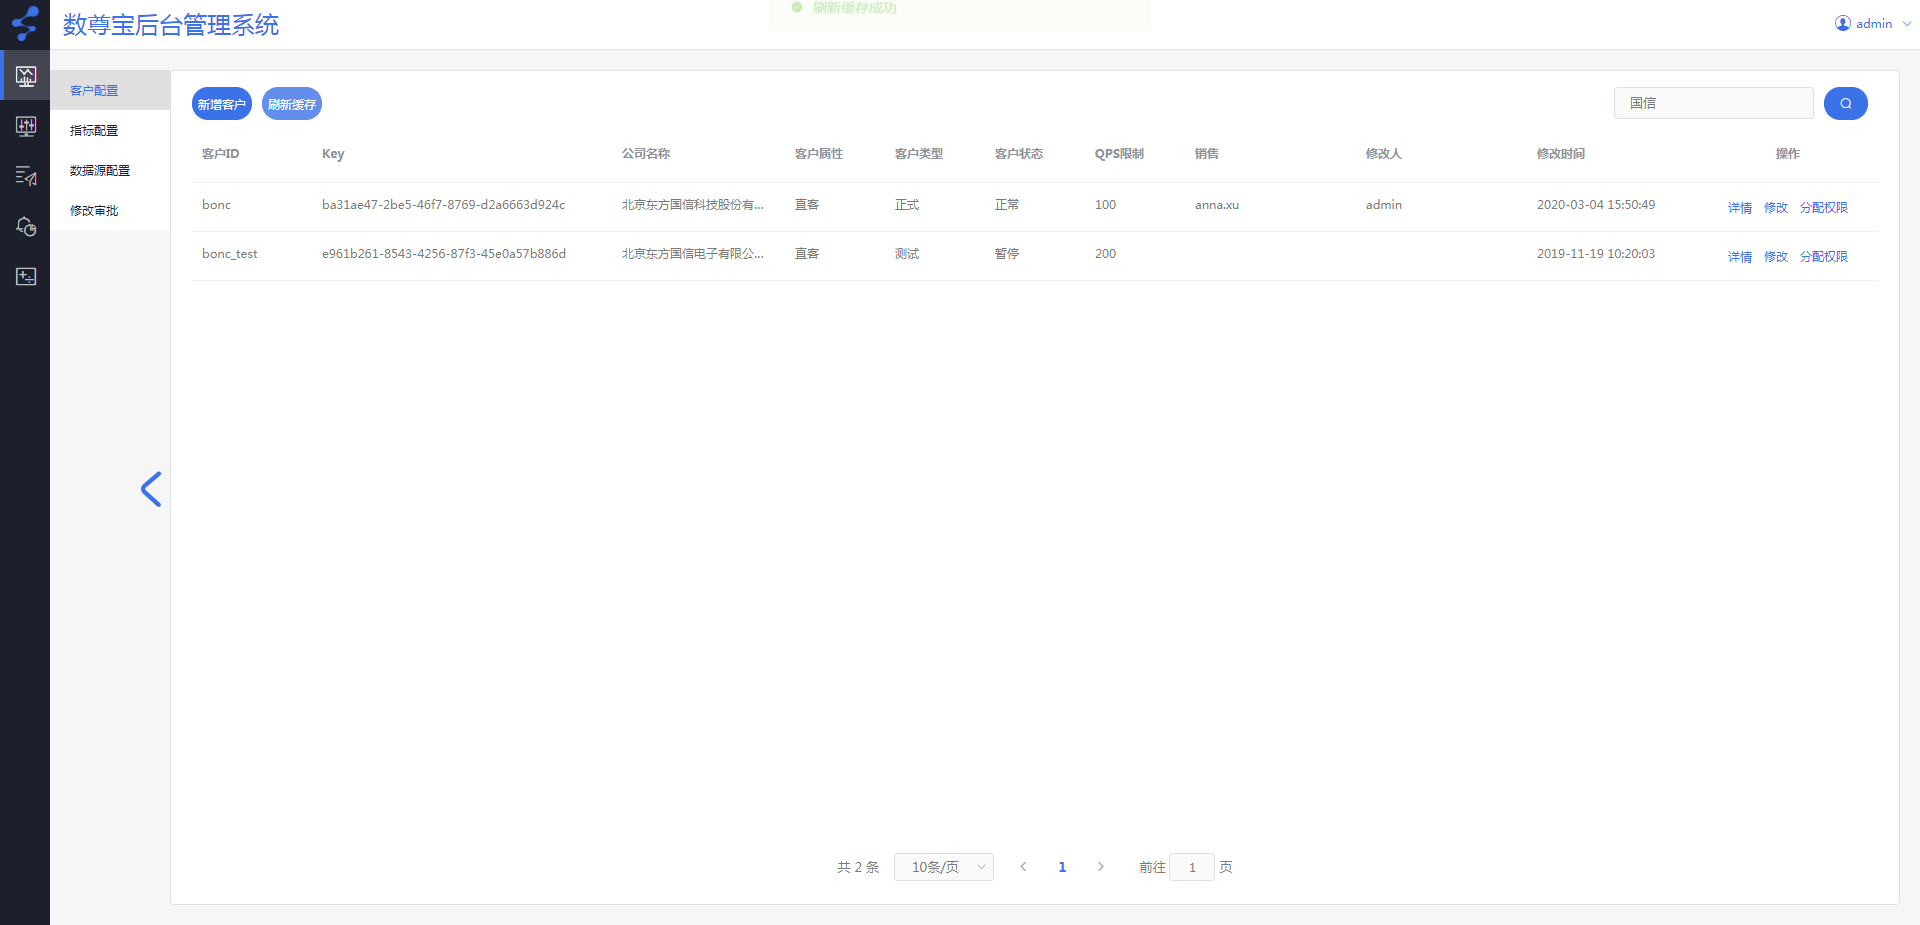 数尊宝后台管理系统
刷新缓存成功
admin
客户配置
指标配置
数据源配置
修改审批
新增客户 刷新缓存
国信
客户ID Key 公司名称 客户属性 客户类型 客户状态 QPS限制 销售 修改人 修改时间 操作
bonc ba31ae47-2be5-46f7-8769-d2a6663d924c 北京东方国信科技股份有... 直客 正式 正常 100 anna.xu admin 2020-03-04 15:50:49 详情 修改 分配权限
bonc_test e961b261-8543-4256-87f3-45e0a57b886d 北京东方国信电子有限公... 直客 测试 暂停 200 2019-11-19 10:20:03 详情 修改 分配权限
共 2 条 10条/页 1 前往 1 页